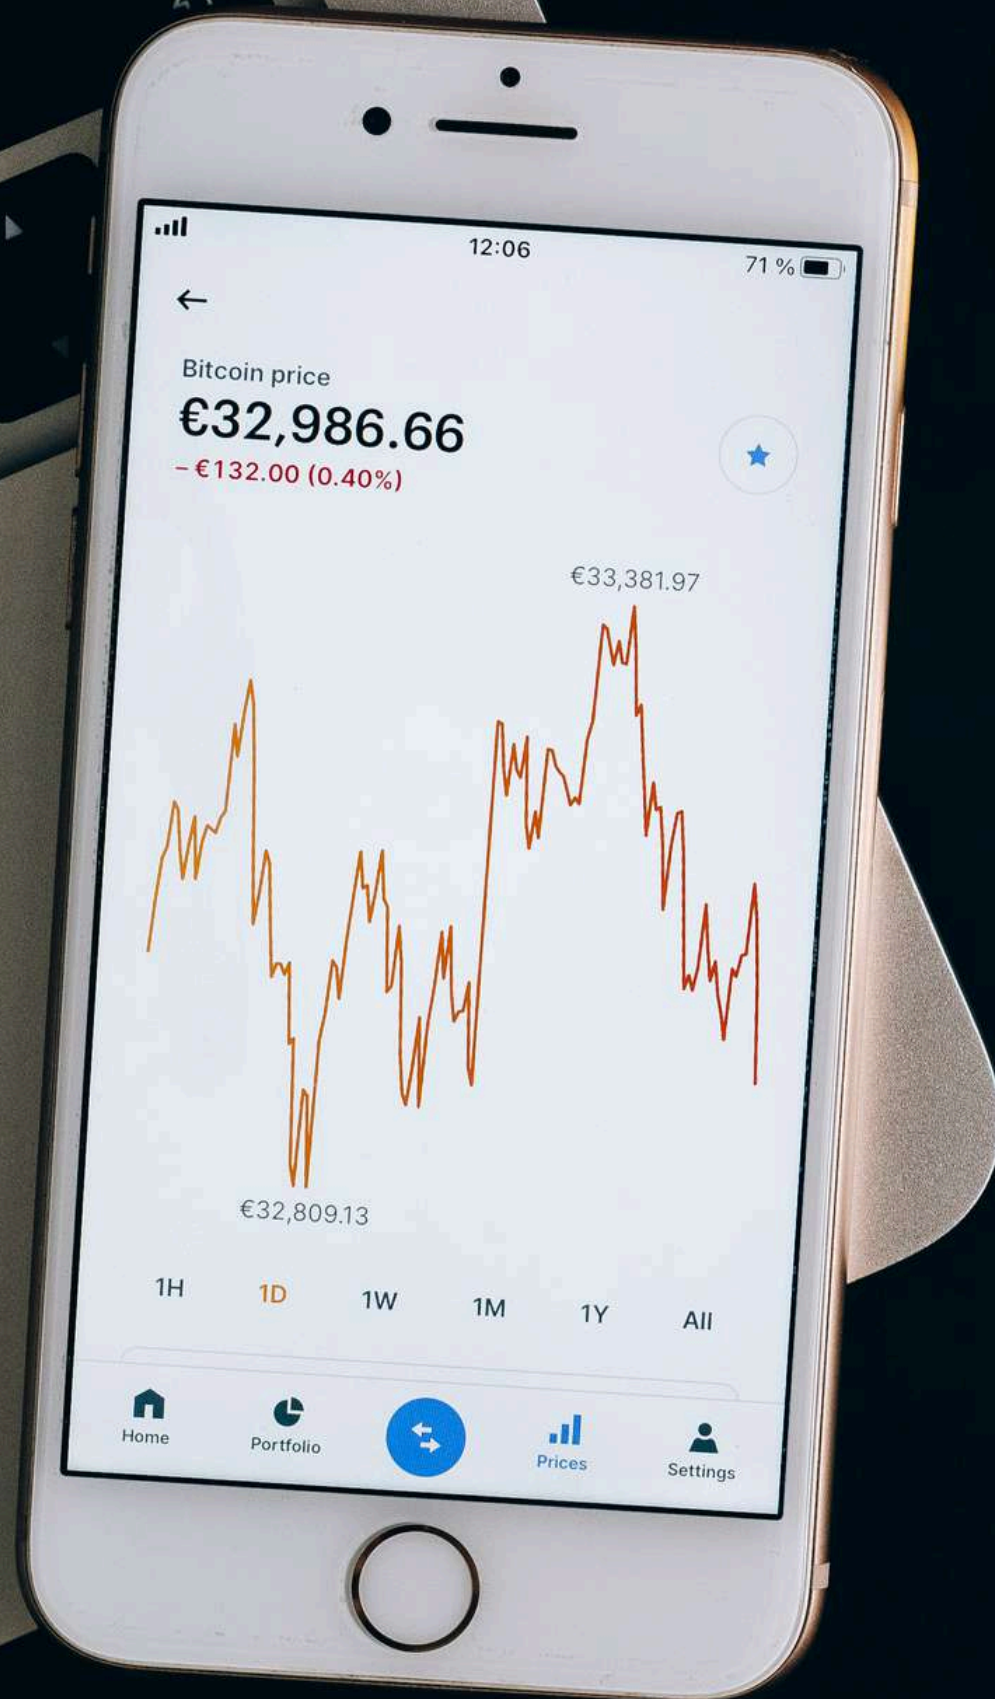 12:06
71 %
Bitcoin price
€32,986.66
– €132.00 (0.40%)
€33,381.97
€32,809.13
1H 1D 1W 1M 1Y All
Home Portfolio Prices Settings